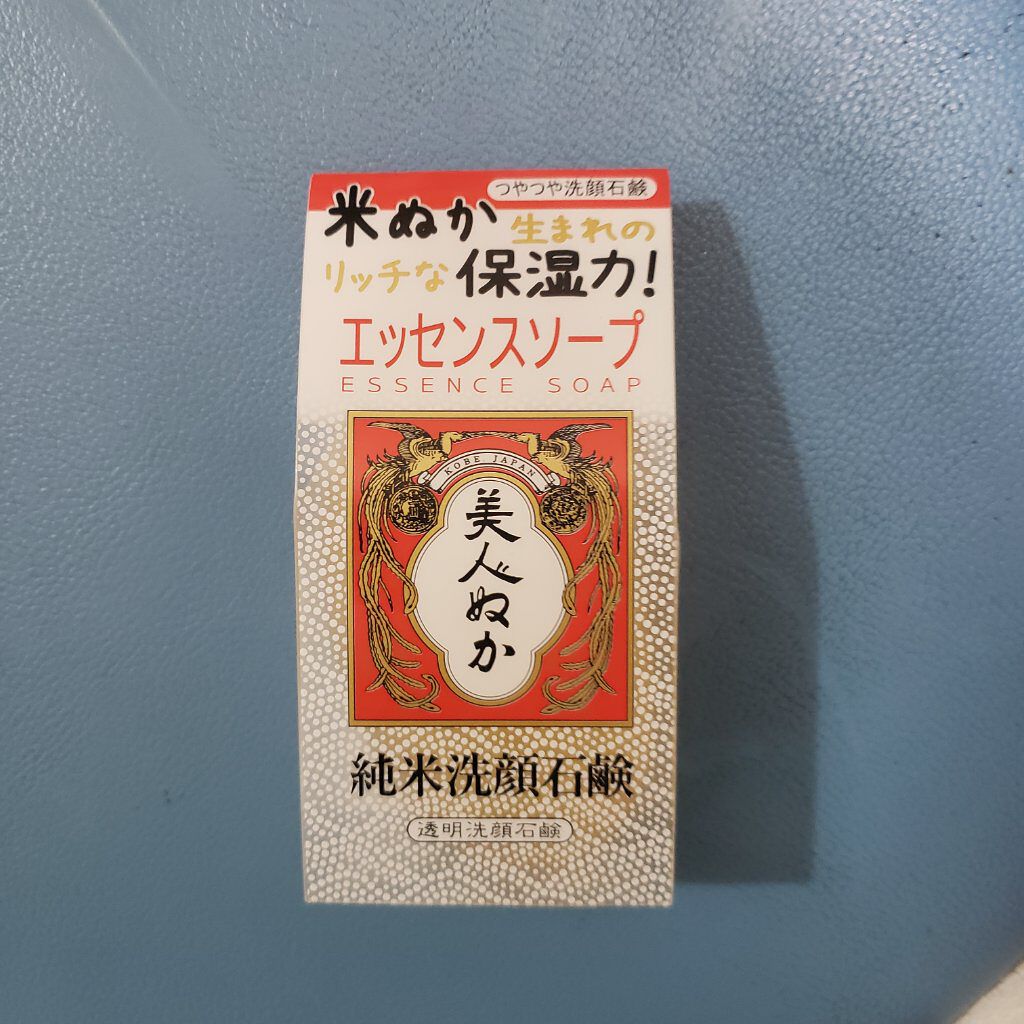 つやつや洗顔石鹸
米ぬか生まれの
リッチな保湿力!
エッセンスソープ
ESSENCE SOAP
KOBE JAPAN
美人ぬか
純米洗顔石鹸
透明洗顔石鹸